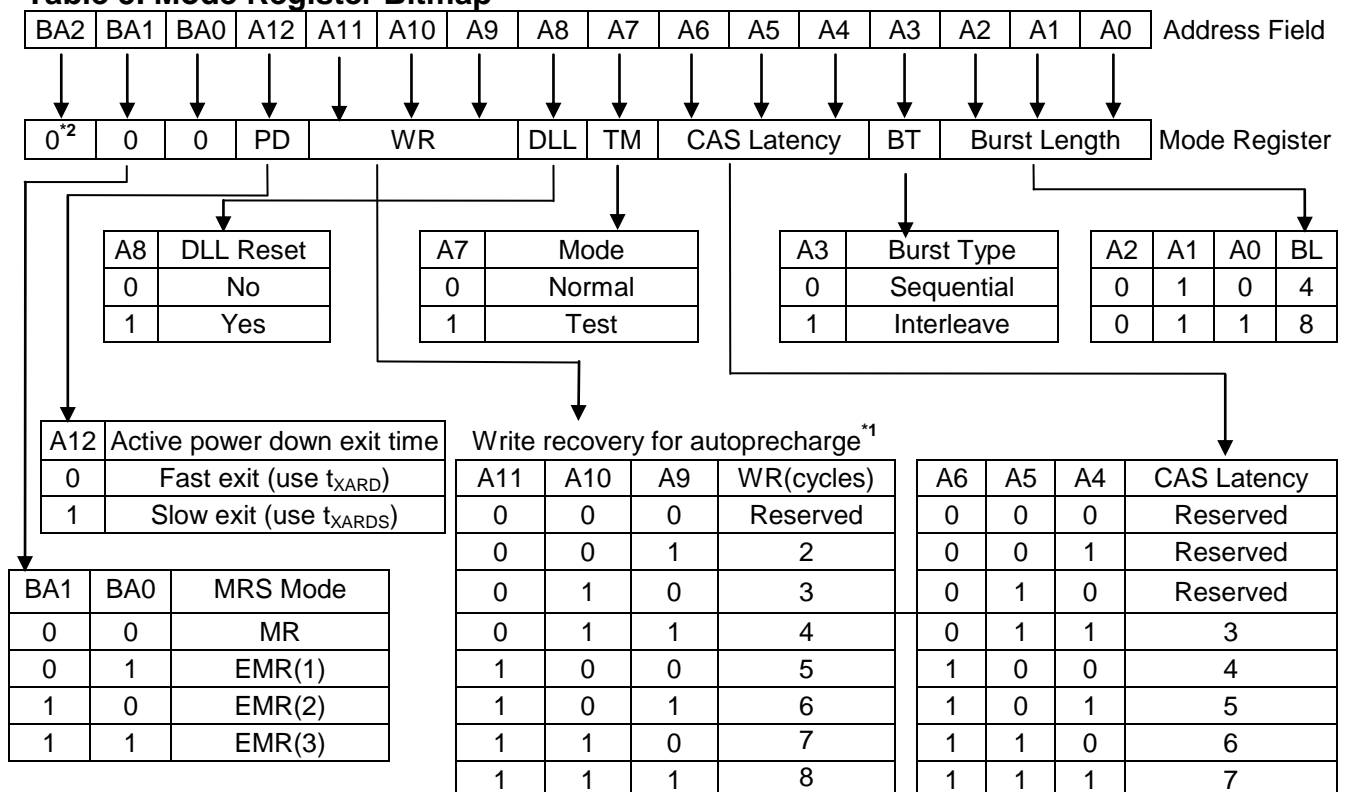 Table 5. Mode Register Bitmap
BA2 BA1 BA0 A12 A11 A10 A9 A8 A7 A6 A5 A4 A3 A2 A1 A0 Address Field
0*2 0 0 PD WR DLL TM CAS Latency BT Burst Length Mode Register
A8 DLL Reset
0 No
1 Yes
A7 Mode
0 Normal
1 Test
A3 Burst Type
0 Sequential
1 Interleave
A2 A1 A0 BL
0 1 0 4
0 1 1 8
A12 Active power down exit time
0 Fast exit (use tXARD)
1 Slow exit (use tXARDS)
BA1 BA0 MRS Mode
0 0 MR
0 1 EMR(1)
1 0 EMR(2)
1 1 EMR(3)
Write recovery for autoprecharge*1
A11 A10 A9 WR(cycles)
0 0 0 Reserved
0 0 1 2
0 1 0 3
0 1 1 4
1 0 0 5
1 0 1 6
1 1 0 7
1 1 1 8
A6 A5 A4 CAS Latency
0 0 0 Reserved
0 0 1 Reserved
0 1 0 Reserved
0 1 1 3
1 0 0 4
1 0 1 5
1 1 0 6
1 1 1 7